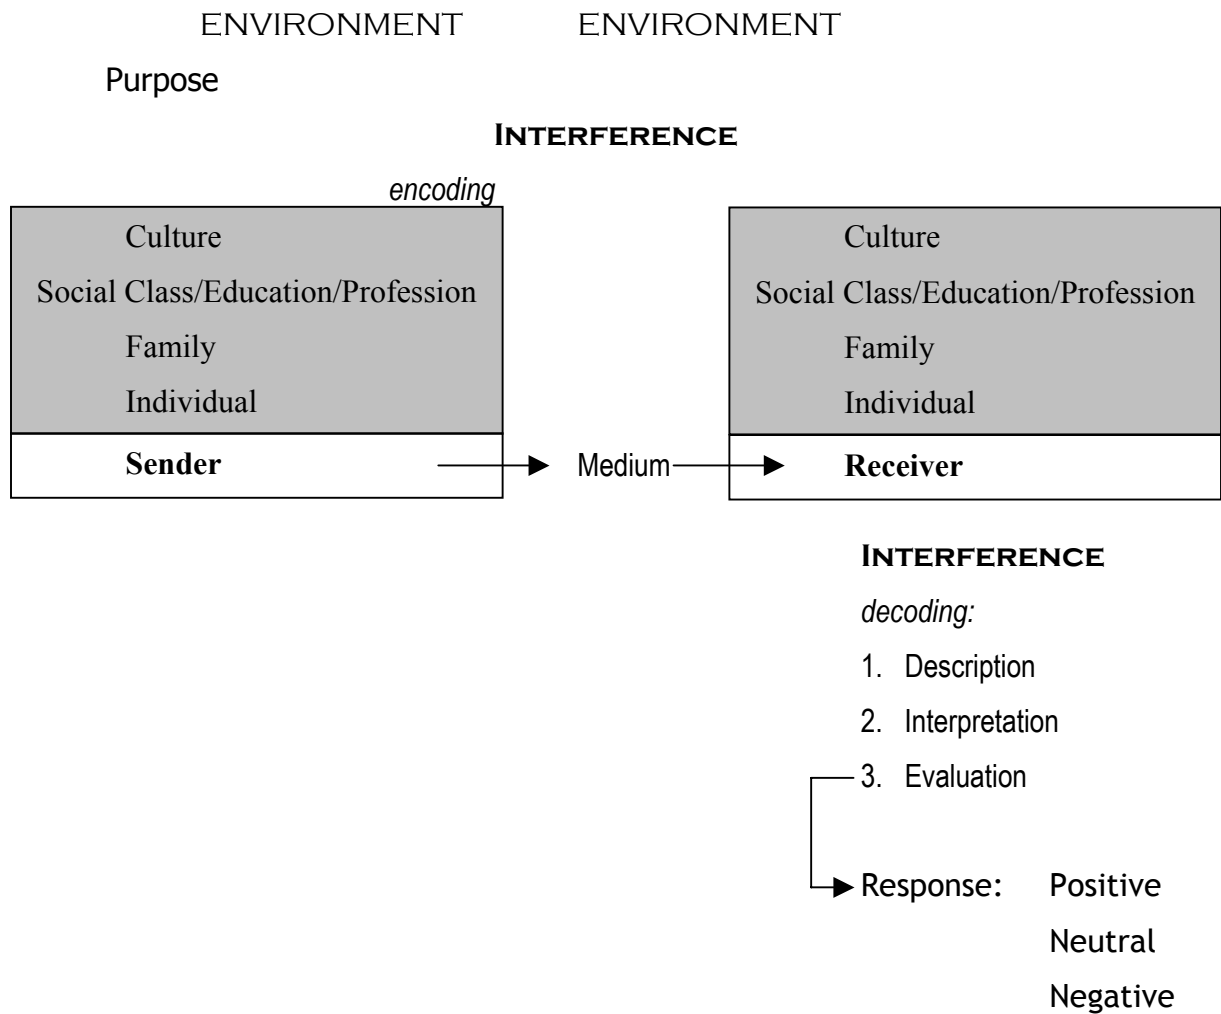 ENVIRONMENT ENVIRONMENT
Purpose
INTERFERENCE
encoding
Culture
Social Class/Education/Profession
Family
Individual
Sender
Medium
Culture
Social Class/Education/Profession
Family
Individual
Receiver
INTERFERENCE
decoding:
1. Description
2. Interpretation
3. Evaluation
Response: Positive
Neutral
Negative